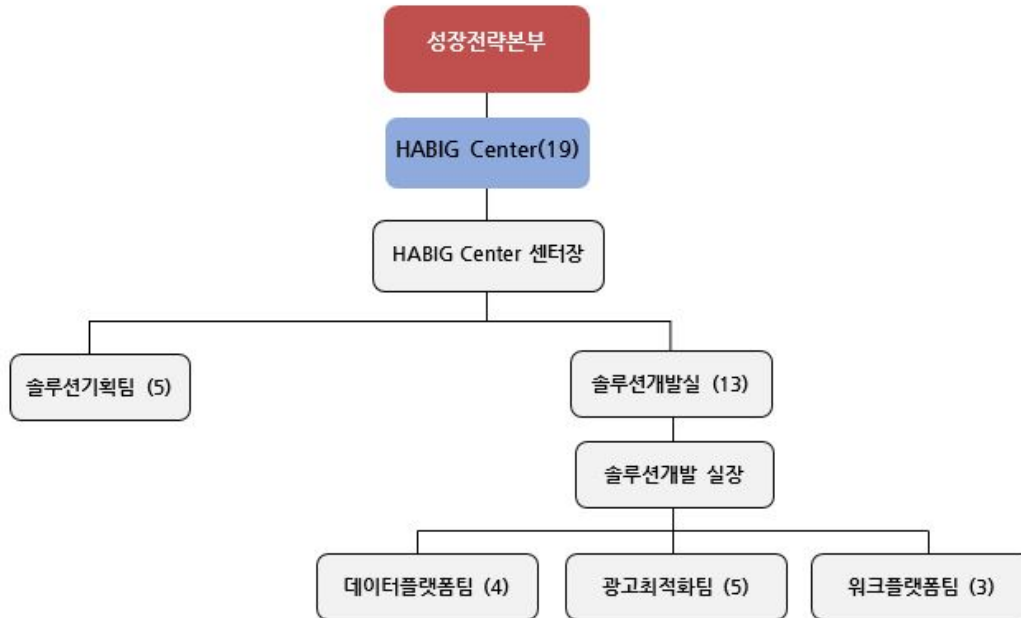 성장전략본부
HABIG Center(19)
HABIG Center 센터장
솔루션기획팀 (5)
솔루션개발실 (13)
솔루션개발 실장
데이터플랫폼팀 (4)
광고최적화팀 (5)
워크플랫폼팀 (3)